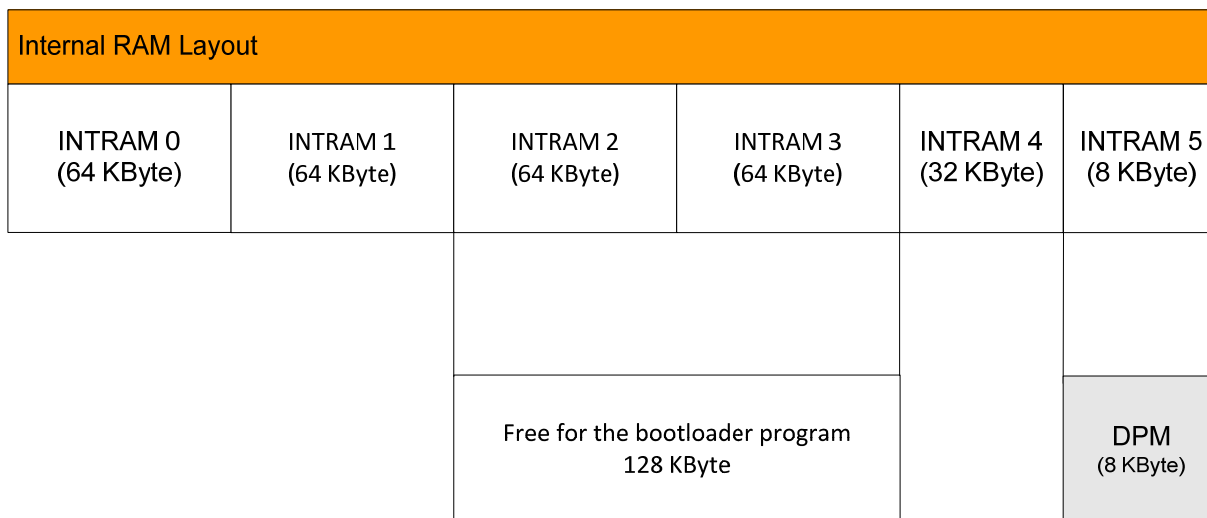 Internal RAM Layout
INTRAM 0
(64 KByte)
INTRAM 1
(64 KByte)
INTRAM 2
(64 KByte)
INTRAM 3
(64 KByte)
INTRAM 4
(32 KByte)
INTRAM 5
(8 KByte)
Free for the bootloader program
128 KByte
DPM
(8 KByte)